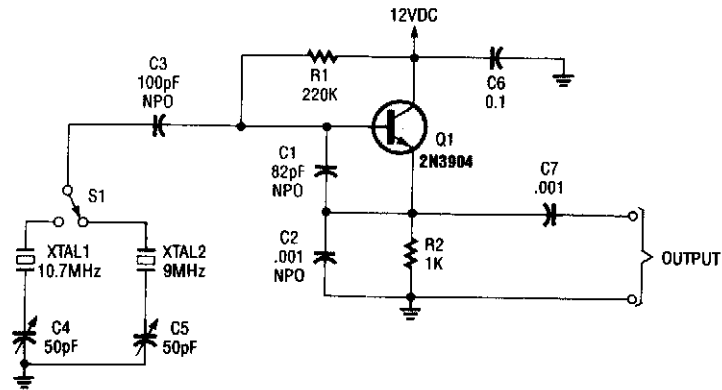 12VDC
C3
100pF
NPO
R1
220K
C6
0.1
Q1
2N3904
C1
82pF
NPO
C7
.001
S1
XTAL1
10.7MHz
XTAL2
9MHz
C2
.001
NPO
R2
1K
OUTPUT
C4
50pF
C5
50pF